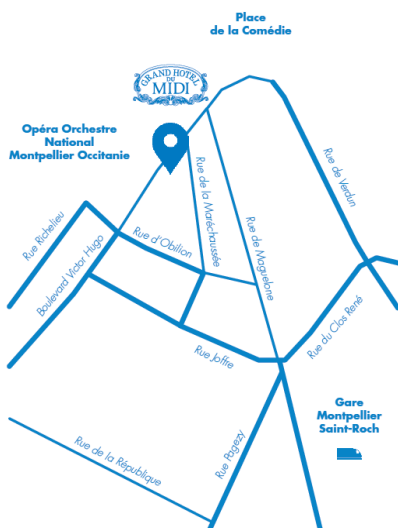 Place
de la Comédie
GRAND HÔTEL
DU
MIDI
Opéra Orchestre
National
Montpellier Occitanie
Rue de Verdun
Rue de la Maréchaussée
Rue Richelieu
Rue d'Obilion
Rue de Maguelone
Boulevard Victor Hugo
Rue du Clos René
Rue Joffre
Gare
Montpellier
Saint-Roch
Rue de la République
Rue Pagezy